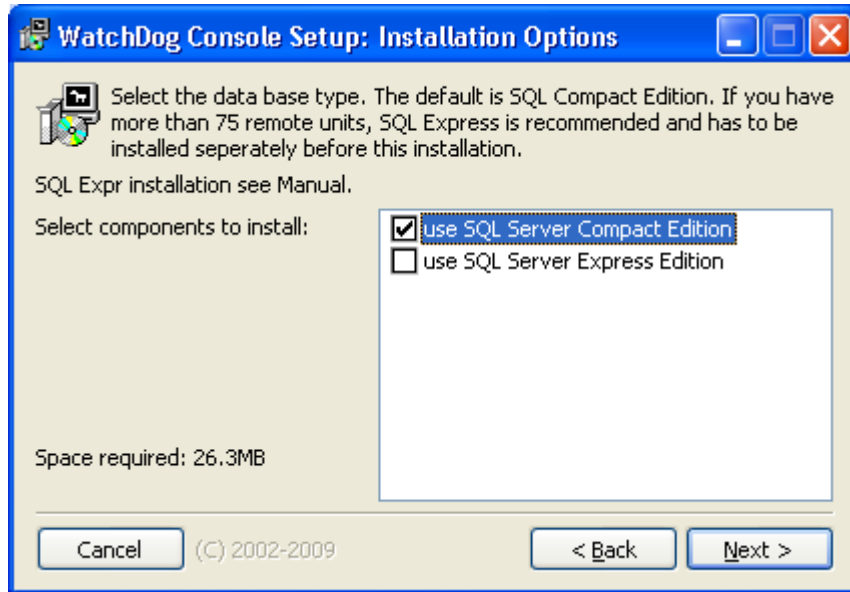 WatchDog Console Setup: Installation Options
Select the data base type. The default is SQL Compact Edition. If you have
more than 75 remote units, SQL Express is recommended and has to be
installed seperately before this installation.
SQL Expr installation see Manual.
Select components to install:
use SQL Server Compact Edition
use SQL Server Express Edition
Space required: 26.3MB
Cancel
(C) 2002-2009
< Back
Next >